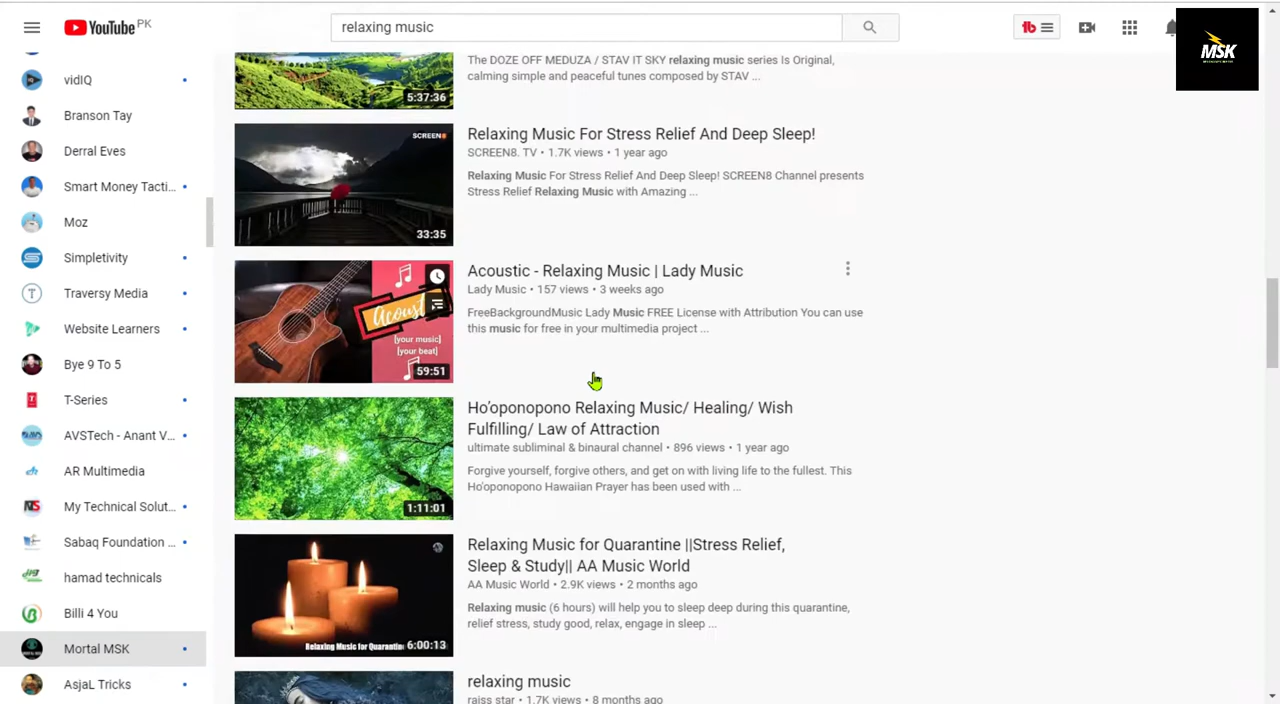 YouTube PK
relaxing music
MSK
vidIQ
Branson Tay
Derral Eves
Smart Money Tacti...
Moz
Simpletivity
Traversy Media
Website Learners
Bye 9 To 5
T-Series
AVSTech - Anant V...
AR Multimedia
My Technical Solut...
Sabaq Foundation ...
hamad technicals
Billi 4 You
Mortal MSK
AsjaL Tricks
5:37:36
The DOZE OFF MEDUZA / STAV IT SKY relaxing music series Is Original,
calming simple and peaceful tunes composed by STAV ...
SCREEN8
33:35
Relaxing Music For Stress Relief And Deep Sleep!
SCREEN8. TV • 1.7K views • 1 year ago
Relaxing Music For Stress Relief And Deep Sleep! SCREEN8 Channel presents
Stress Relief Relaxing Music with Amazing ...
[your music]
[your beat]
59:51
Acoustic - Relaxing Music | Lady Music
Lady Music • 157 views • 3 weeks ago
FreeBackgroundMusic Lady Music FREE License with Attribution You can use
this music for free in your multimedia project ...
1:11:01
Ho'oponopono Relaxing Music/ Healing/ Wish
Fulfilling/ Law of Attraction
ultimate subliminal & binaural channel • 896 views • 1 year ago
Forgive yourself, forgive others, and get on with living life to the fullest. This
Ho'oponopono Hawaiian Prayer has been used with ...
Relaxing Music for Quarantine
6:00:13
Relaxing Music for Quarantine ||Stress Relief,
Sleep & Study|| AA Music World
AA Music World • 2.9K views • 2 months ago
Relaxing music (6 hours) will help you to sleep deep during this quarantine,
relief stress, study good, relax, engage in sleep ...
relaxing music
raiss star • 1.7K views • 8 months ago